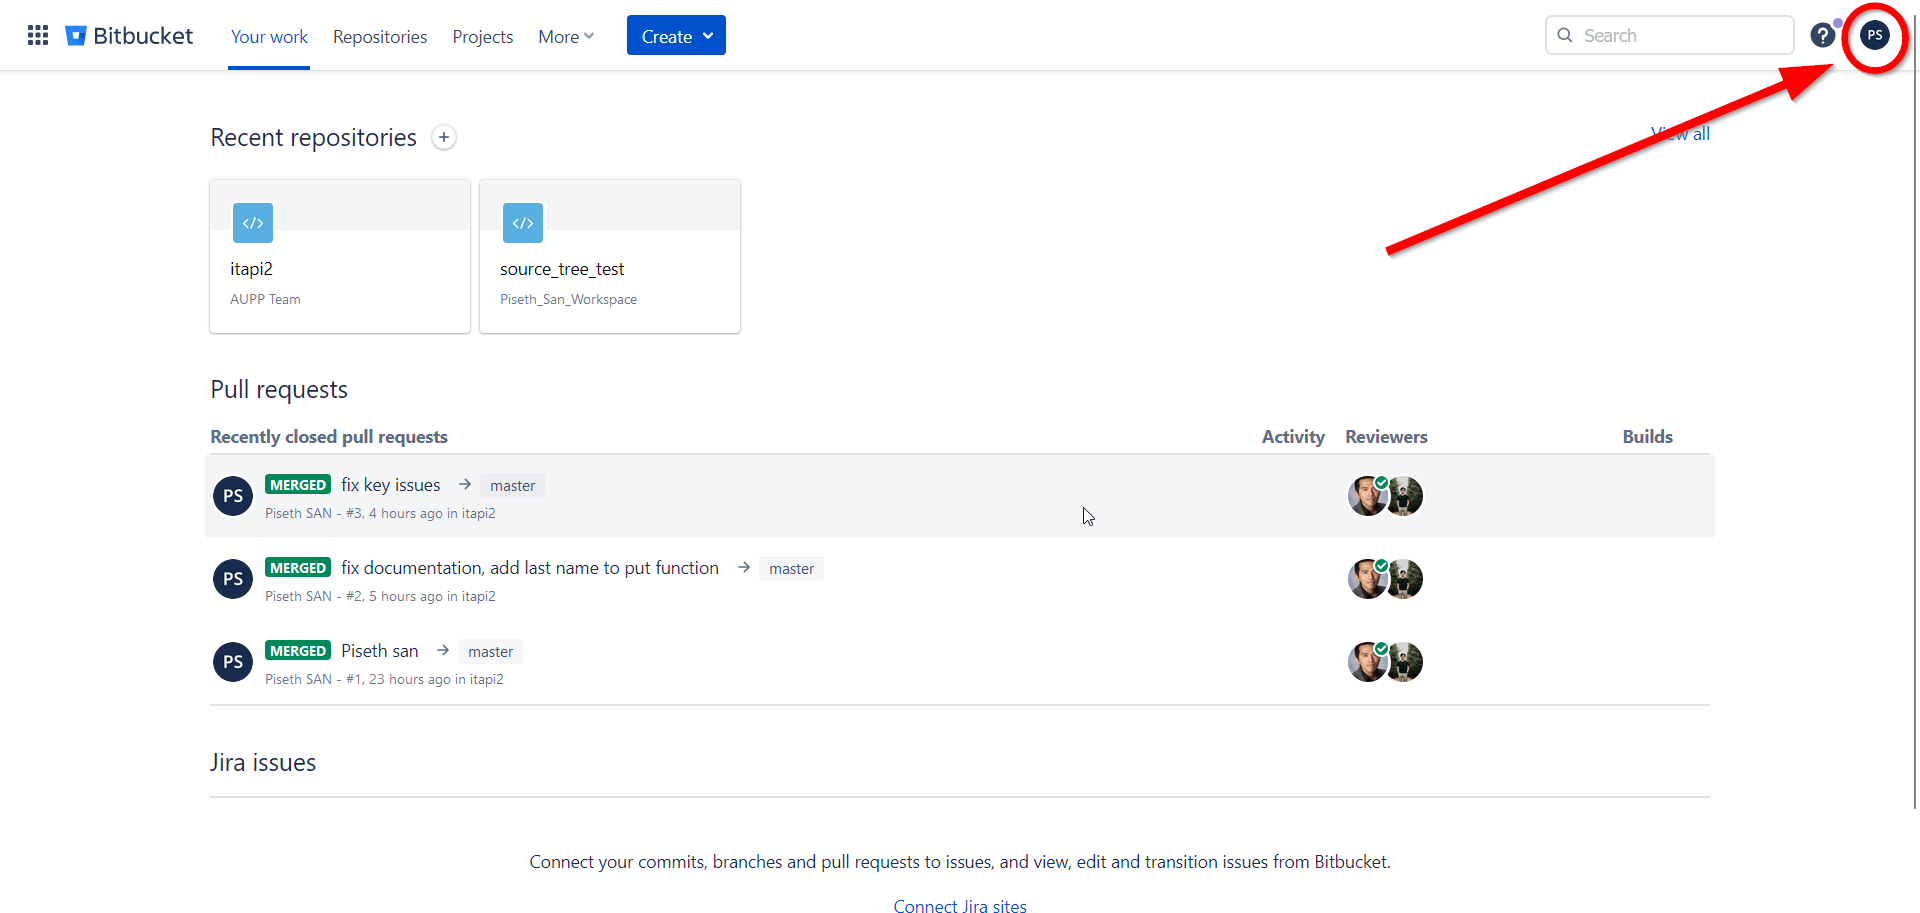 Bitbucket Your work Repositories Projects More Create Search ? PS
Recent repositories + View all
</> </>
itapi2 source_tree_test
AUPP Team Piseth_San_Workspace
Pull requests
Recently closed pull requests Activity Reviewers Builds
PS MERGED fix key issues → master
Piseth SAN - #3, 4 hours ago in itapi2
PS MERGED fix documentation, add last name to put function → master
Piseth SAN - #2, 5 hours ago in itapi2
PS MERGED Piseth san → master
Piseth SAN - #1, 23 hours ago in itapi2
Jira issues
Connect your commits, branches and pull requests to issues, and view, edit and transition issues from Bitbucket.
Connect Jira sites